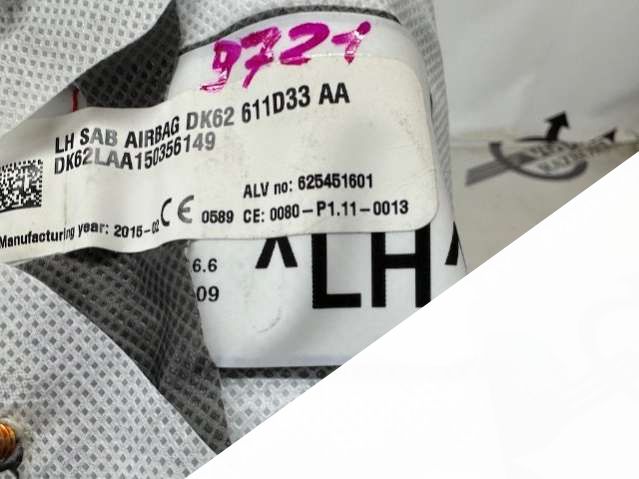 9721
LH SAB AIRBAG DK62 611D33 AA
DK62LAA150356149
ALV no: 625451601
Manufacturing year: 2015-02 CE 0589 CE: 0080-P1.11-0013
6.6
09
^LH^